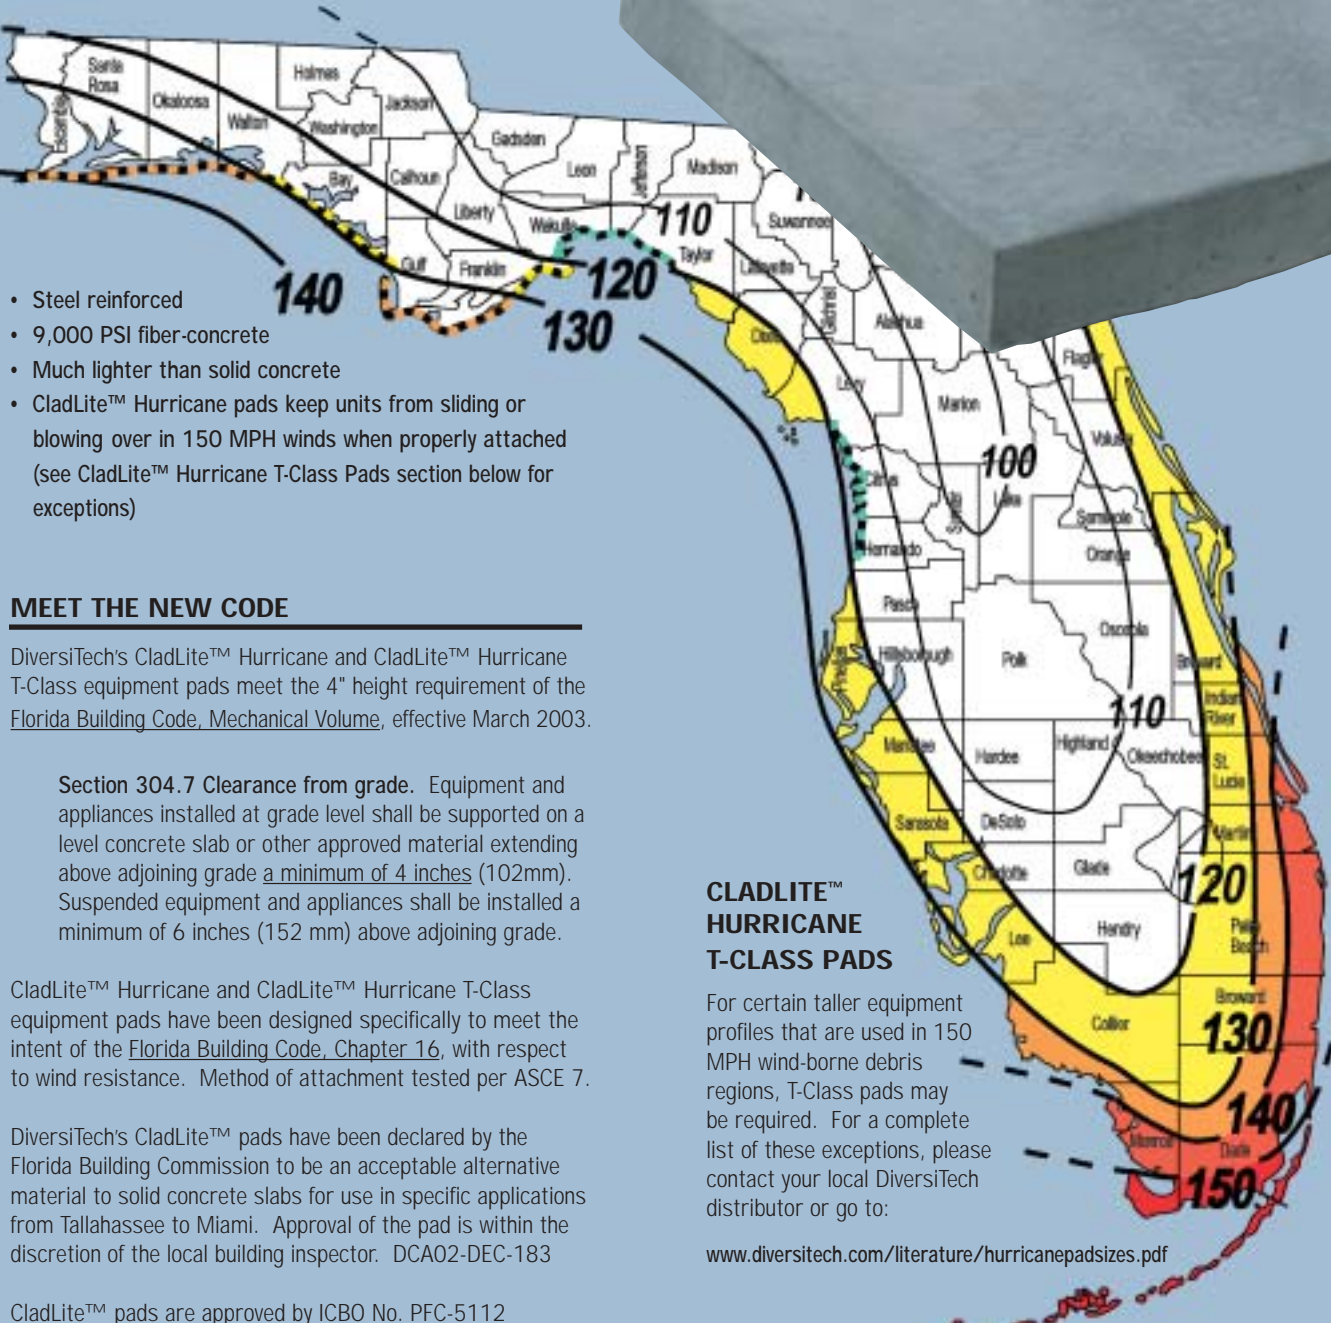 Santa
Rosa
Holmes
Escambia
Okaloosa
Walton
Jackson
Washington
Gadsden
Leon
Jefferson
Madison
Bay
Calhoun
Liberty
Wakulla
110
Suwannee
Taylor
Lafayette
Gulf
Franklin
140
120
130
Dixie
Gilchrist
Alachua
Flagler
Levy
Marion
Volusia
100
Citrus
Lake
Seminole
Hernando
Orange
Pasco
Osceola
Hillsborough
Polk
Pinellas
Brevard
Indian
River
110
Manatee
Hardee
Highland
Okeechobee
St.
Lucie
Sarasota
DeSoto
Martin
Charlotte
Glade
120
Lee
Hendry
Palm
Beach
Broward
Collier
130
140
Monroe
Dade
150
• Steel reinforced
• 9,000 PSI fiber-concrete
• Much lighter than solid concrete
• CladLite™ Hurricane pads keep units from sliding or
blowing over in 150 MPH winds when properly attached
(see CladLite™ Hurricane T-Class Pads section below for
exceptions)
MEET THE NEW CODE
DiversiTech's CladLite™ Hurricane and CladLite™ Hurricane
T-Class equipment pads meet the 4" height requirement of the
Florida Building Code, Mechanical Volume, effective March 2003.
Section 304.7 Clearance from grade. Equipment and
appliances installed at grade level shall be supported on a
level concrete slab or other approved material extending
above adjoining grade a minimum of 4 inches (102mm).
Suspended equipment and appliances shall be installed a
minimum of 6 inches (152 mm) above adjoining grade.
CladLite™ Hurricane and CladLite™ Hurricane T-Class
equipment pads have been designed specifically to meet the
intent of the Florida Building Code, Chapter 16, with respect
to wind resistance. Method of attachment tested per ASCE 7.
DiversiTech's CladLite™ pads have been declared by the
Florida Building Commission to be an acceptable alternative
material to solid concrete slabs for use in specific applications
from Tallahassee to Miami. Approval of the pad is within the
discretion of the local building inspector. DCA02-DEC-183
CladLite™ pads are approved by ICBO No. PFC-5112
CLADLITE™
HURRICANE
T-CLASS PADS
For certain taller equipment
profiles that are used in 150
MPH wind-borne debris
regions, T-Class pads may
be required. For a complete
list of these exceptions, please
contact your local DiversiTech
distributor or go to:
www.diversitech.com/literature/hurricanepadsizes.pdf